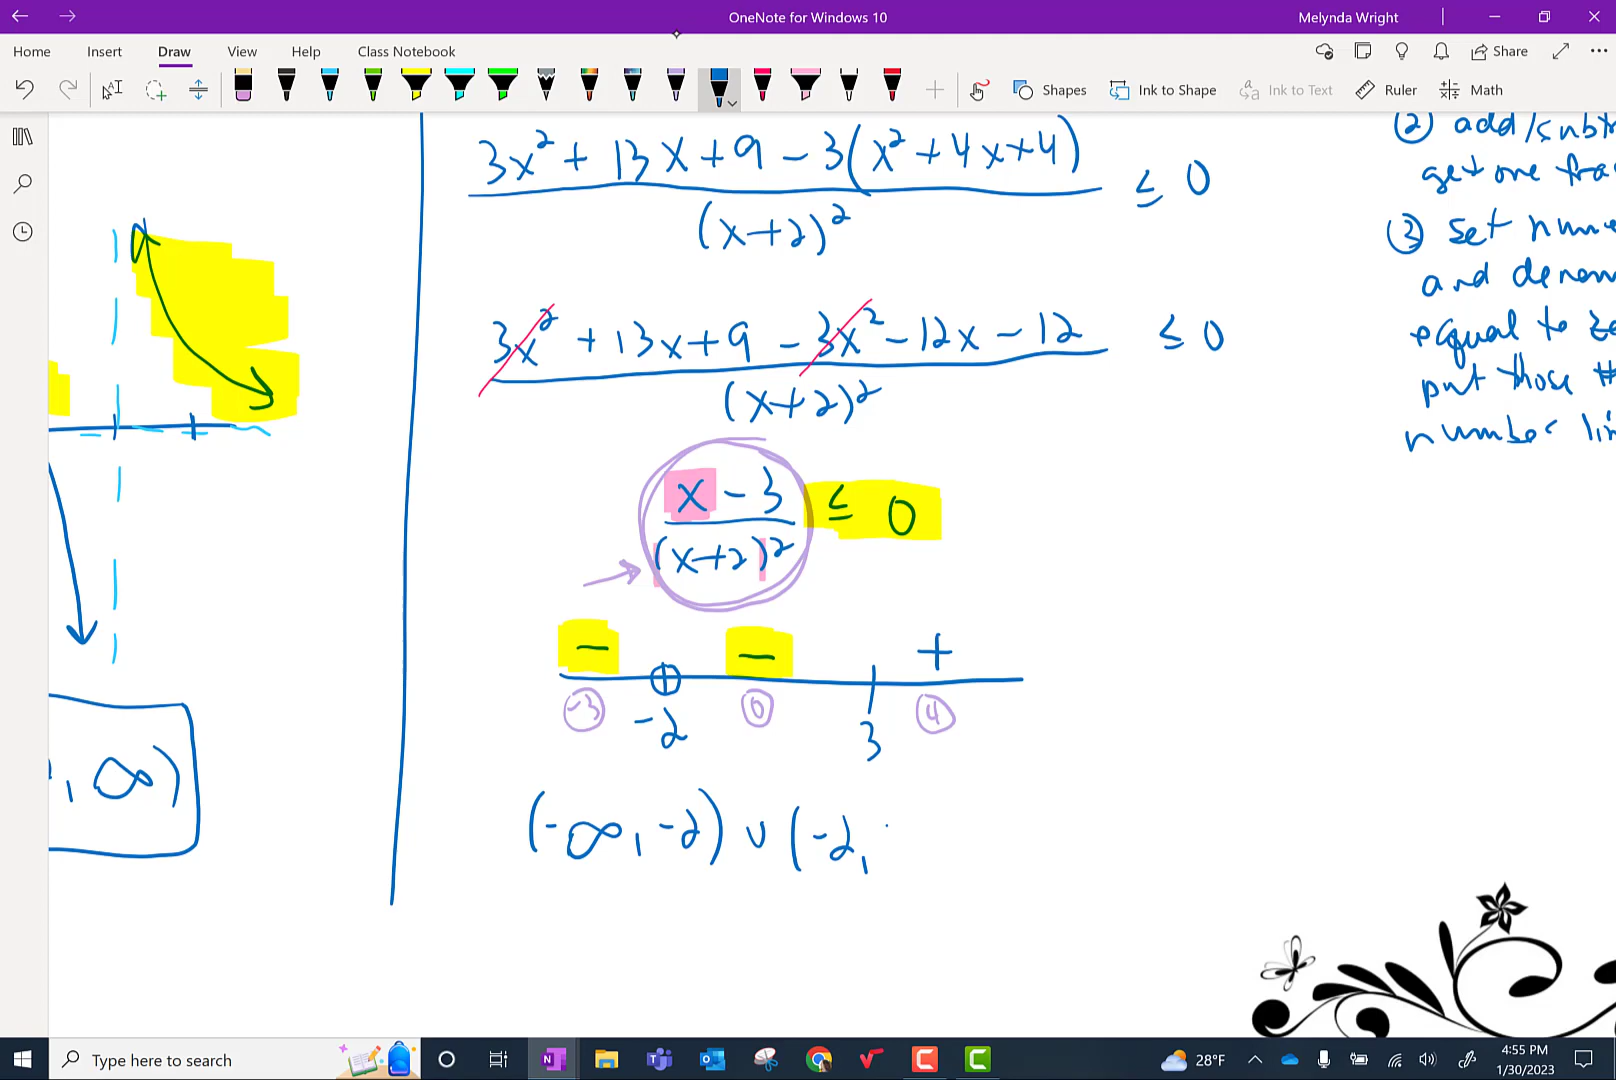 OneNote for Windows 10
Melynda Wright
Home Insert Draw View Help Class Notebook
Share
Shapes Ink to Shape Ink to Text Ruler Math
3x² + 13x + 9 - 3(x² + 4x + 4)
≤ 0
(x+2)²
3x² + 13x + 9 - 3x² - 12x - 12 ≤ 0
(x+2)²
x - 3
≤ 0
(x+2)²
− − +
-3 0 4
-2 3
(-∞, -2) ∪ (-2,
, ∞)
② add/subt
get one fra
③ set nume
and denom
equal to ze
put those #
number lin
Type here to search
28°F
4:55 PM
1/30/2023